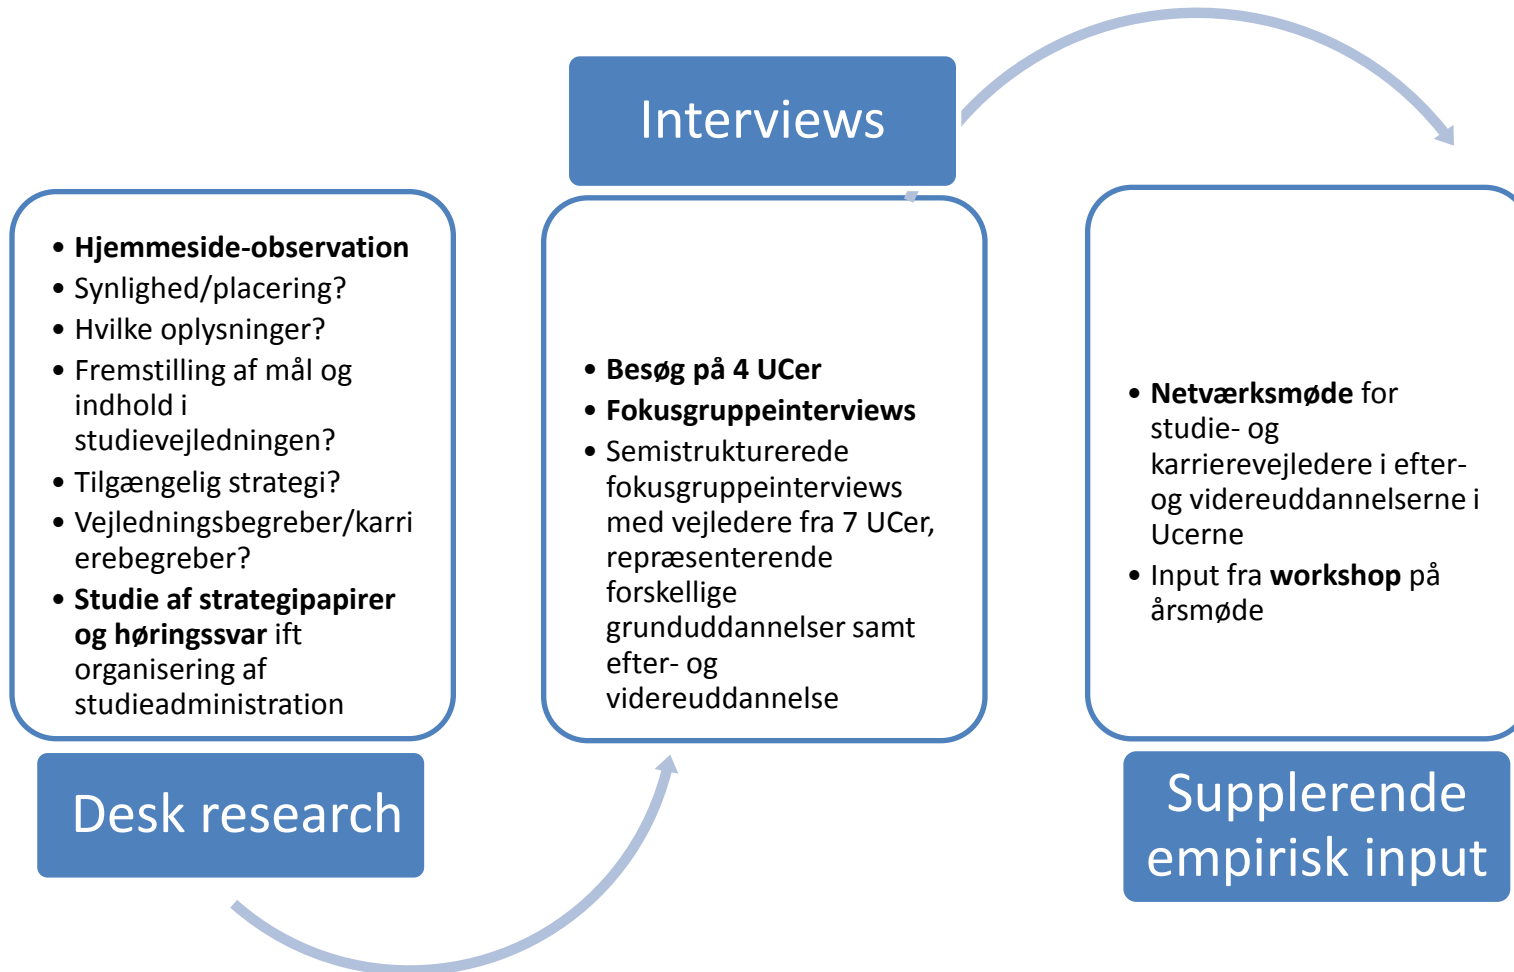 • Hjemmeside-observation
• Synlighed/placering?
• Hvilke oplysninger?
• Fremstilling af mål og
indhold i
studievejledningen?
• Tilgængelig strategi?
• Vejledningsbegreber/karri
erebegreber?
• Studie af strategipapirer
og høringssvar ift
organisering af
studieadministration
Desk research
Interviews
• Besøg på 4 UCer
• Fokusgruppeinterviews
• Semistrukturerede
fokusgruppeinterviews
med vejledere fra 7 UCer,
repræsenterende
forskellige
grunduddannelser samt
efter- og
videreuddannelse
• Netværksmøde for
studie- og
karrierevejledere i efter-
og videreuddannelserne i
Ucerne
• Input fra workshop på
årsmøde
Supplerende
empirisk input